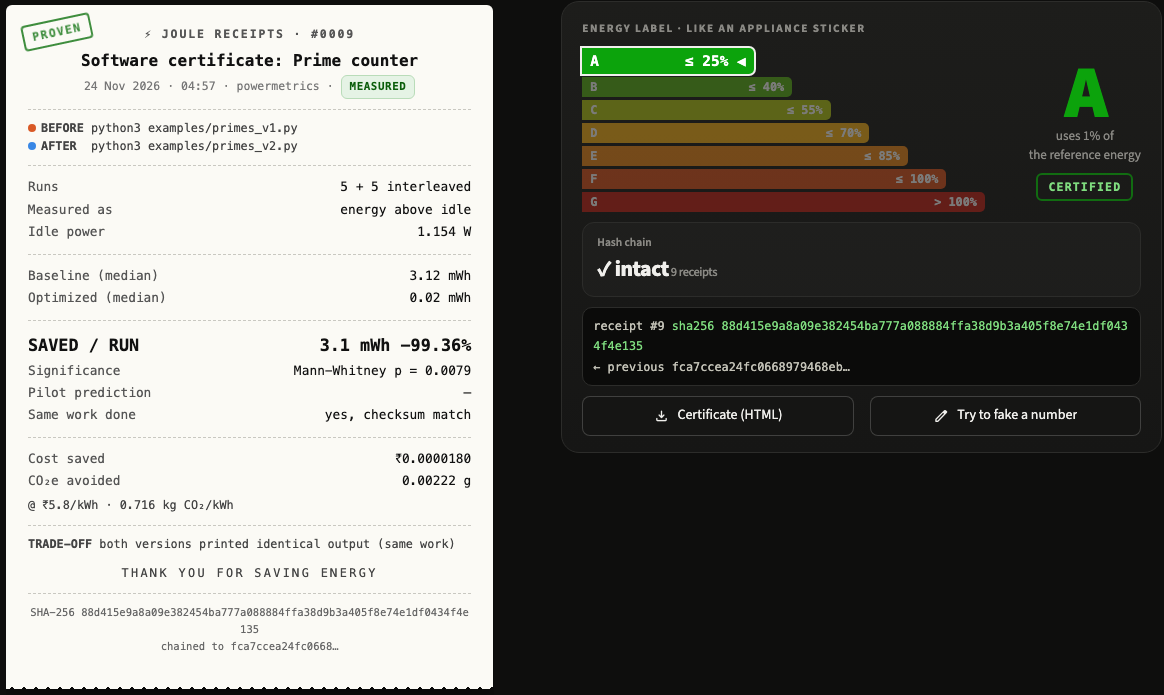 PROVEN
⚡ JOULE RECEIPTS · #0009
Software certificate: Prime counter
24 Nov 2026 · 04:57 · powermetrics · MEASURED
BEFORE python3 examples/primes_v1.py
AFTER python3 examples/primes_v2.py
Runs 5 + 5 interleaved
Measured as energy above idle
Idle power 1.154 W
Baseline (median) 3.12 mWh
Optimized (median) 0.02 mWh
SAVED / RUN 3.1 mWh −99.36%
Significance Mann–Whitney p = 0.0079
Pilot prediction —
Same work done yes, checksum match
Cost saved ₹0.0000180
CO₂e avoided 0.00222 g
@ ₹5.8/kWh · 0.716 kg CO₂/kWh
TRADE–OFF both versions printed identical output (same work)
THANK YOU FOR SAVING ENERGY
SHA–256 88d415e9a8a09e382454ba777a088884ffa38d9b3a405f8e74e1df0434f4e
135
chained to fca7ccea24fc0668…
ENERGY LABEL · LIKE AN APPLIANCE STICKER
A ≤ 25% ◀
B ≤ 40%
C ≤ 55%
D ≤ 70%
E ≤ 85%
F ≤ 100%
G > 100%
A
uses 1% of
the reference energy
CERTIFIED
Hash chain
✓ intact 9 receipts
receipt #9 sha256 88d415e9a8a09e382454ba777a088884ffa38d9b3a405f8e74e1df043
4f4e135
← previous fca7ccea24fc0668979468eb…
Certificate (HTML)
Try to fake a number